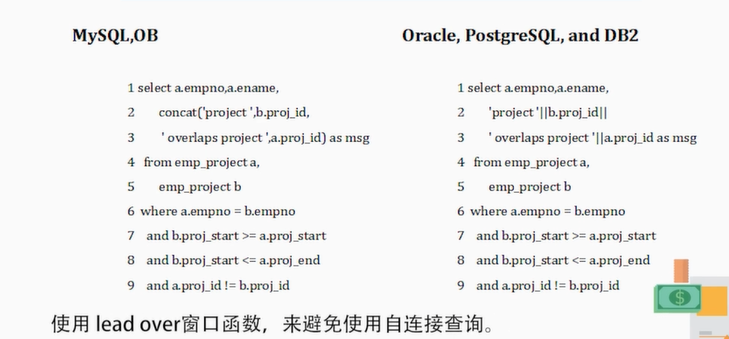 MySQL,OB
1 select a.empno,a.ename,
2 concat('project ',b.proj_id,
3 ' overlaps project ',a.proj_id) as msg
4 from emp_project a,
5 emp_project b
6 where a.empno = b.empno
7 and b.proj_start >= a.proj_start
8 and b.proj_start <= a.proj_end
9 and a.proj_id != b.proj_id
Oracle, PostgreSQL, and DB2
1 select a.empno,a.ename,
2 'project '||b.proj_id||
3 ' overlaps project '||a.proj_id as msg
4 from emp_project a,
5 emp_project b
6 where a.empno = b.empno
7 and b.proj_start >= a.proj_start
8 and b.proj_start <= a.proj_end
9 and a.proj_id != b.proj_id
使用 lead over窗口函数，来避免使用自连接查询。
$